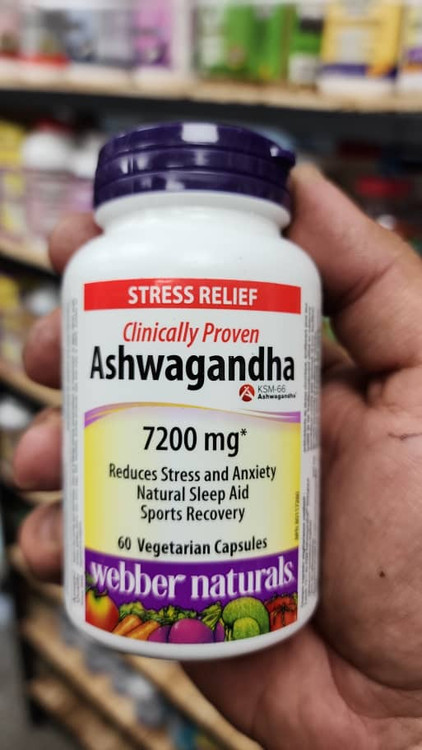 STRESS RELIEF
Clinically Proven
Ashwagandha
KSM-66
Ashwagandha
7200 mg*
Reduces Stress and Anxiety
Natural Sleep Aid
Sports Recovery
60 Vegetarian Capsules
webber naturals